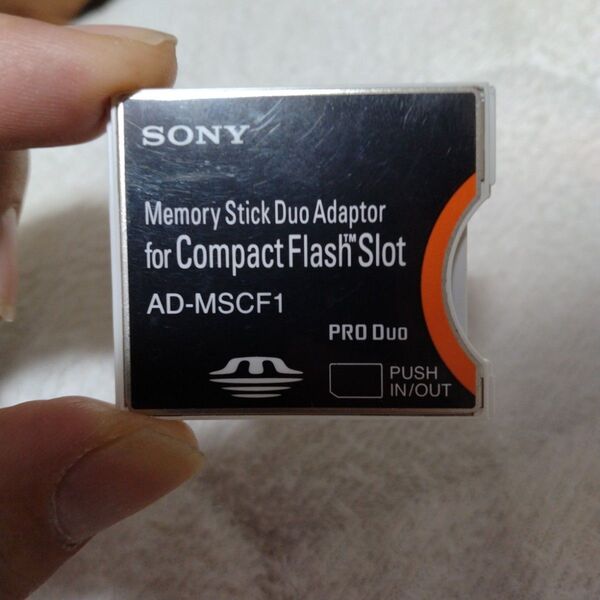 SONY
Memory Stick Duo Adaptor
for CompactFlash™ Slot
AD-MSCF1
PRO DUO
PUSH
IN/OUT